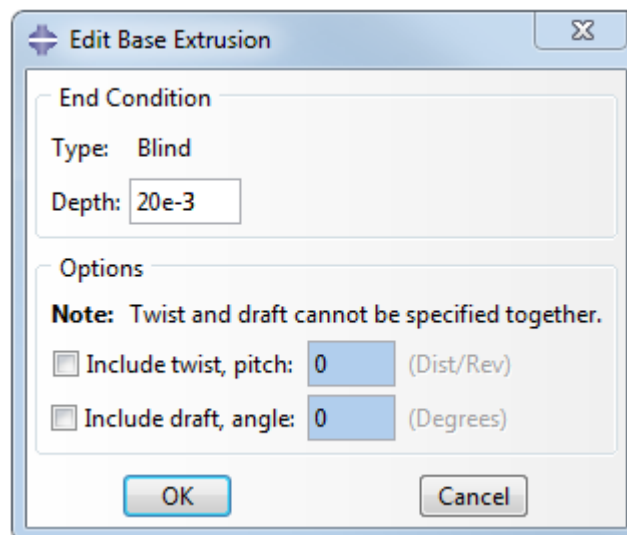 Edit Base Extrusion
End Condition
Type: Blind
Depth: 20e-3
Options
Note: Twist and draft cannot be specified together.
Include twist, pitch: 0 (Dist/Rev)
Include draft, angle: 0 (Degrees)
OK Cancel